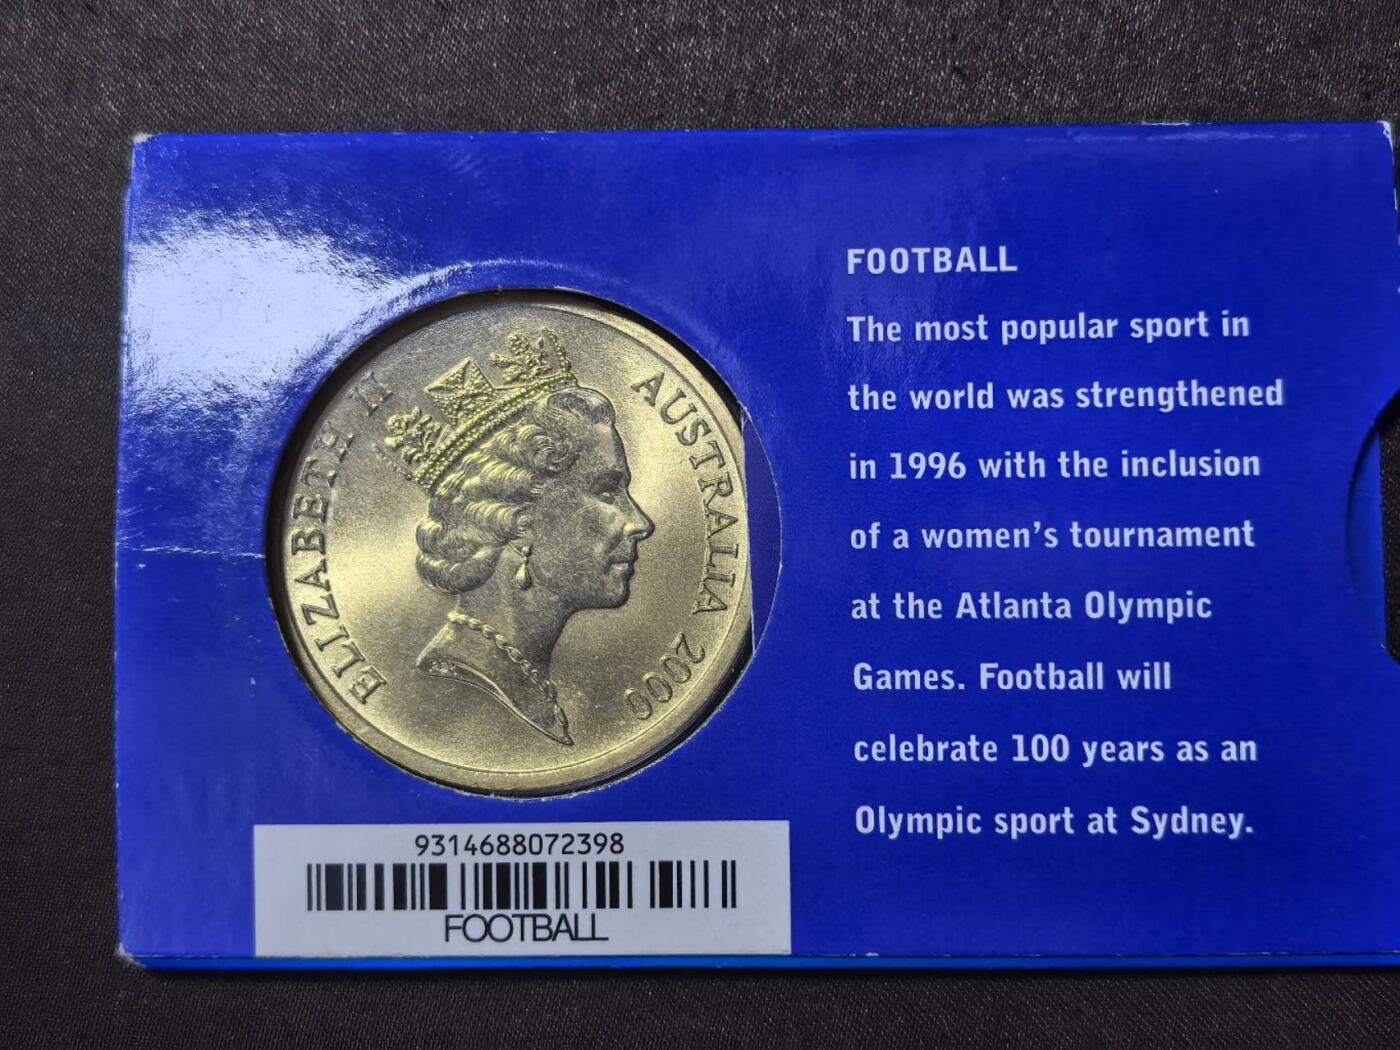 ELIZABETH II
AUSTRALIA 2000
FOOTBALL
The most popular sport in
the world was strengthened
in 1996 with the inclusion
of a women's tournament
at the Atlanta Olympic
Games. Football will
celebrate 100 years as an
Olympic sport at Sydney.
9314688072398
FOOTBALL